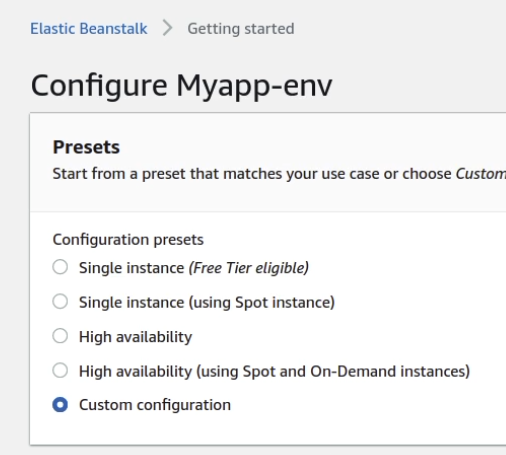 Elastic Beanstalk > Getting started
Configure Myapp-env
Presets
Start from a preset that matches your use case or choose Custom
Configuration presets
Single instance (Free Tier eligible)
Single instance (using Spot instance)
High availability
High availability (using Spot and On-Demand instances)
Custom configuration